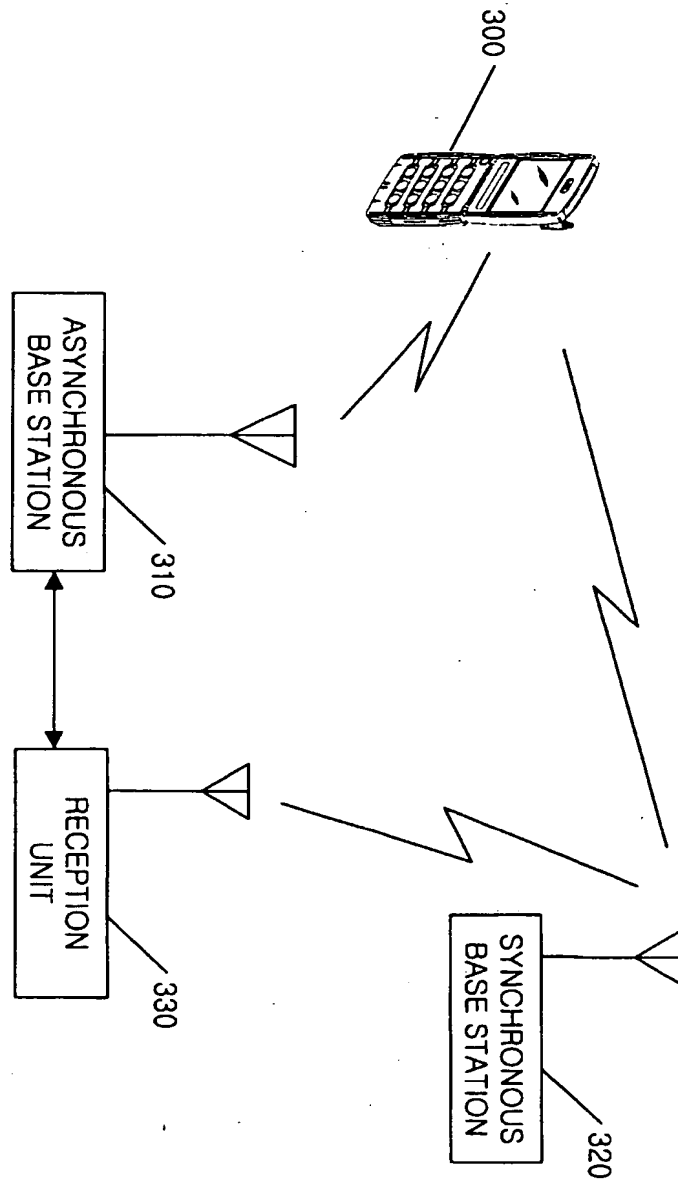 300
ASYNCHRONOUS
BASE STATION
310
RECEPTION
UNIT
330
SYNCHRONOUS
BASE STATION
320